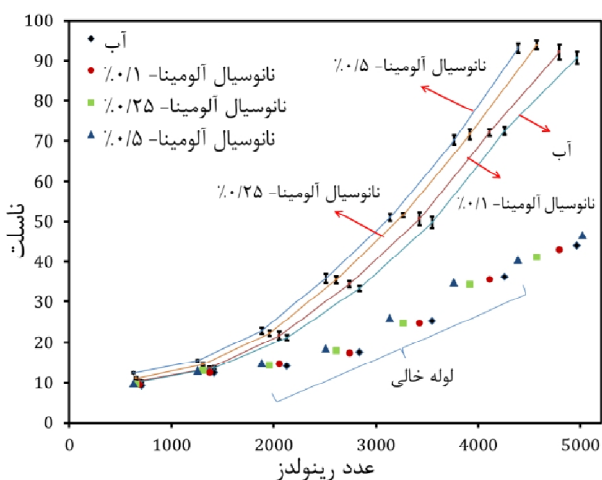 100
90
80
70
60
50
40
30
20
10
0
ناسلت
آب
نانوسیال آلومینا- ۰/۱٪
نانوسیال آلومینا- ۰/۲۵٪
نانوسیال آلومینا- ۰/۵٪
نانوسیال آلومینا- ۰/۵٪
آب
نانوسیال آلومینا- ۰/۱٪
نانوسیال آلومینا- ۰/۲۵٪
لوله خالی
0 1000 2000 3000 4000 5000
عدد رینولدز